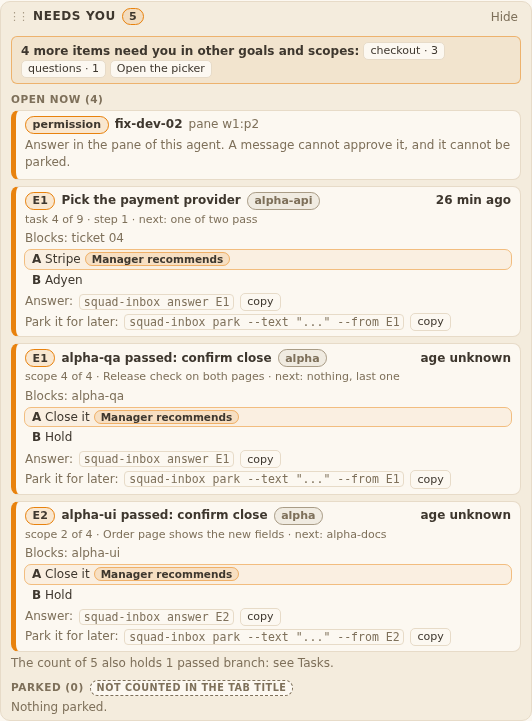 NEEDS YOU 5 Hide
4 more items need you in other goals and scopes: checkout · 3
questions · 1 Open the picker
OPEN NOW (4)
permission fix-dev-02 pane w1:p2
Answer in the pane of this agent. A message cannot approve it, and it cannot be
parked.
E1 Pick the payment provider alpha-api 26 min ago
task 4 of 9 · step 1 · next: one of two pass
Blocks: ticket 04
A Stripe Manager recommends
B Adyen
Answer: squad-inbox answer E1 copy
Park it for later: squad-inbox park --text "..." --from E1 copy
E1 alpha-qa passed: confirm close alpha age unknown
scope 4 of 4 · Release check on both pages · next: nothing, last one
Blocks: alpha-qa
A Close it Manager recommends
B Hold
Answer: squad-inbox answer E1 copy
Park it for later: squad-inbox park --text "..." --from E1 copy
E2 alpha-ui passed: confirm close alpha age unknown
scope 2 of 4 · Order page shows the new fields · next: alpha-docs
Blocks: alpha-ui
A Close it Manager recommends
B Hold
Answer: squad-inbox answer E2 copy
Park it for later: squad-inbox park --text "..." --from E2 copy
The count of 5 also holds 1 passed branch: see Tasks.
PARKED (0) NOT COUNTED IN THE TAB TITLE
Nothing parked.